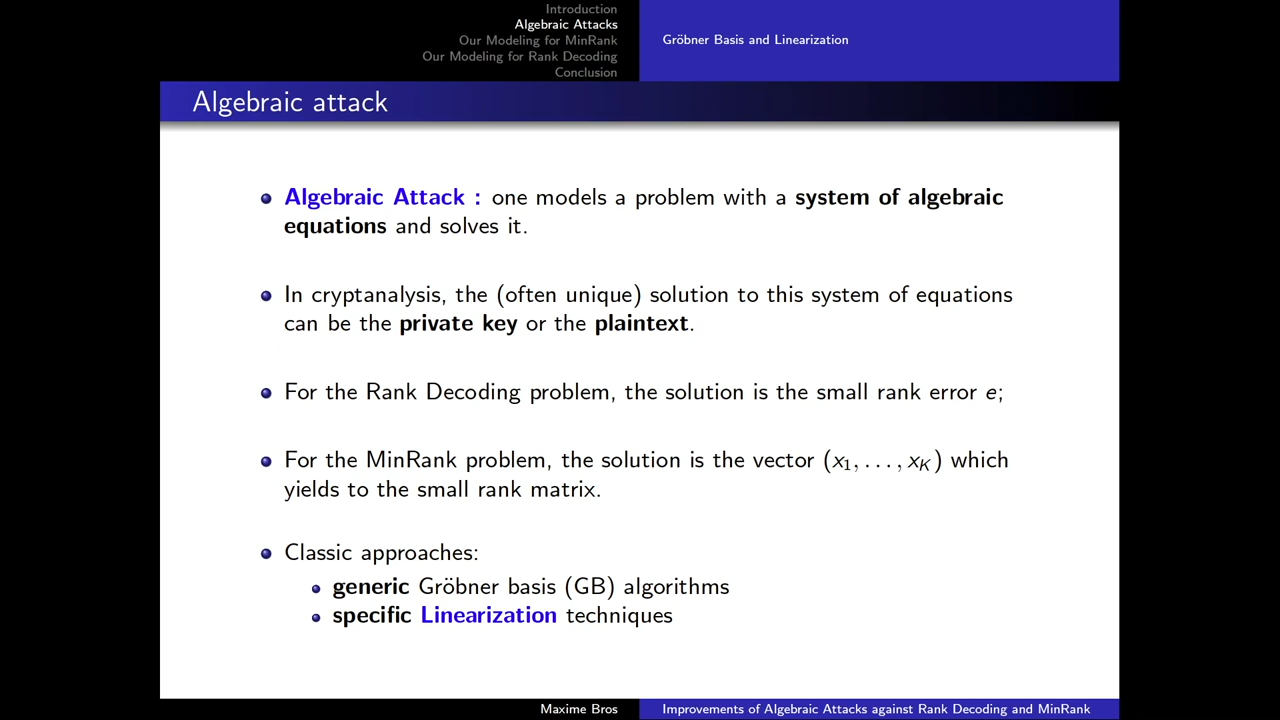 Introduction
Algebraic Attacks
Our Modeling for MinRank
Our Modeling for Rank Decoding
Conclusion
Gröbner Basis and Linearization
Algebraic attack
Algebraic Attack : one models a problem with a system of algebraic
equations and solves it.
In cryptanalysis, the (often unique) solution to this system of equations
can be the private key or the plaintext.
For the Rank Decoding problem, the solution is the small rank error e;
For the MinRank problem, the solution is the vector (x₁, . . . , x_K) which
yields to the small rank matrix.
Classic approaches:
generic Gröbner basis (GB) algorithms
specific Linearization techniques
Maxime Bros
Improvements of Algebraic Attacks against Rank Decoding and MinRank